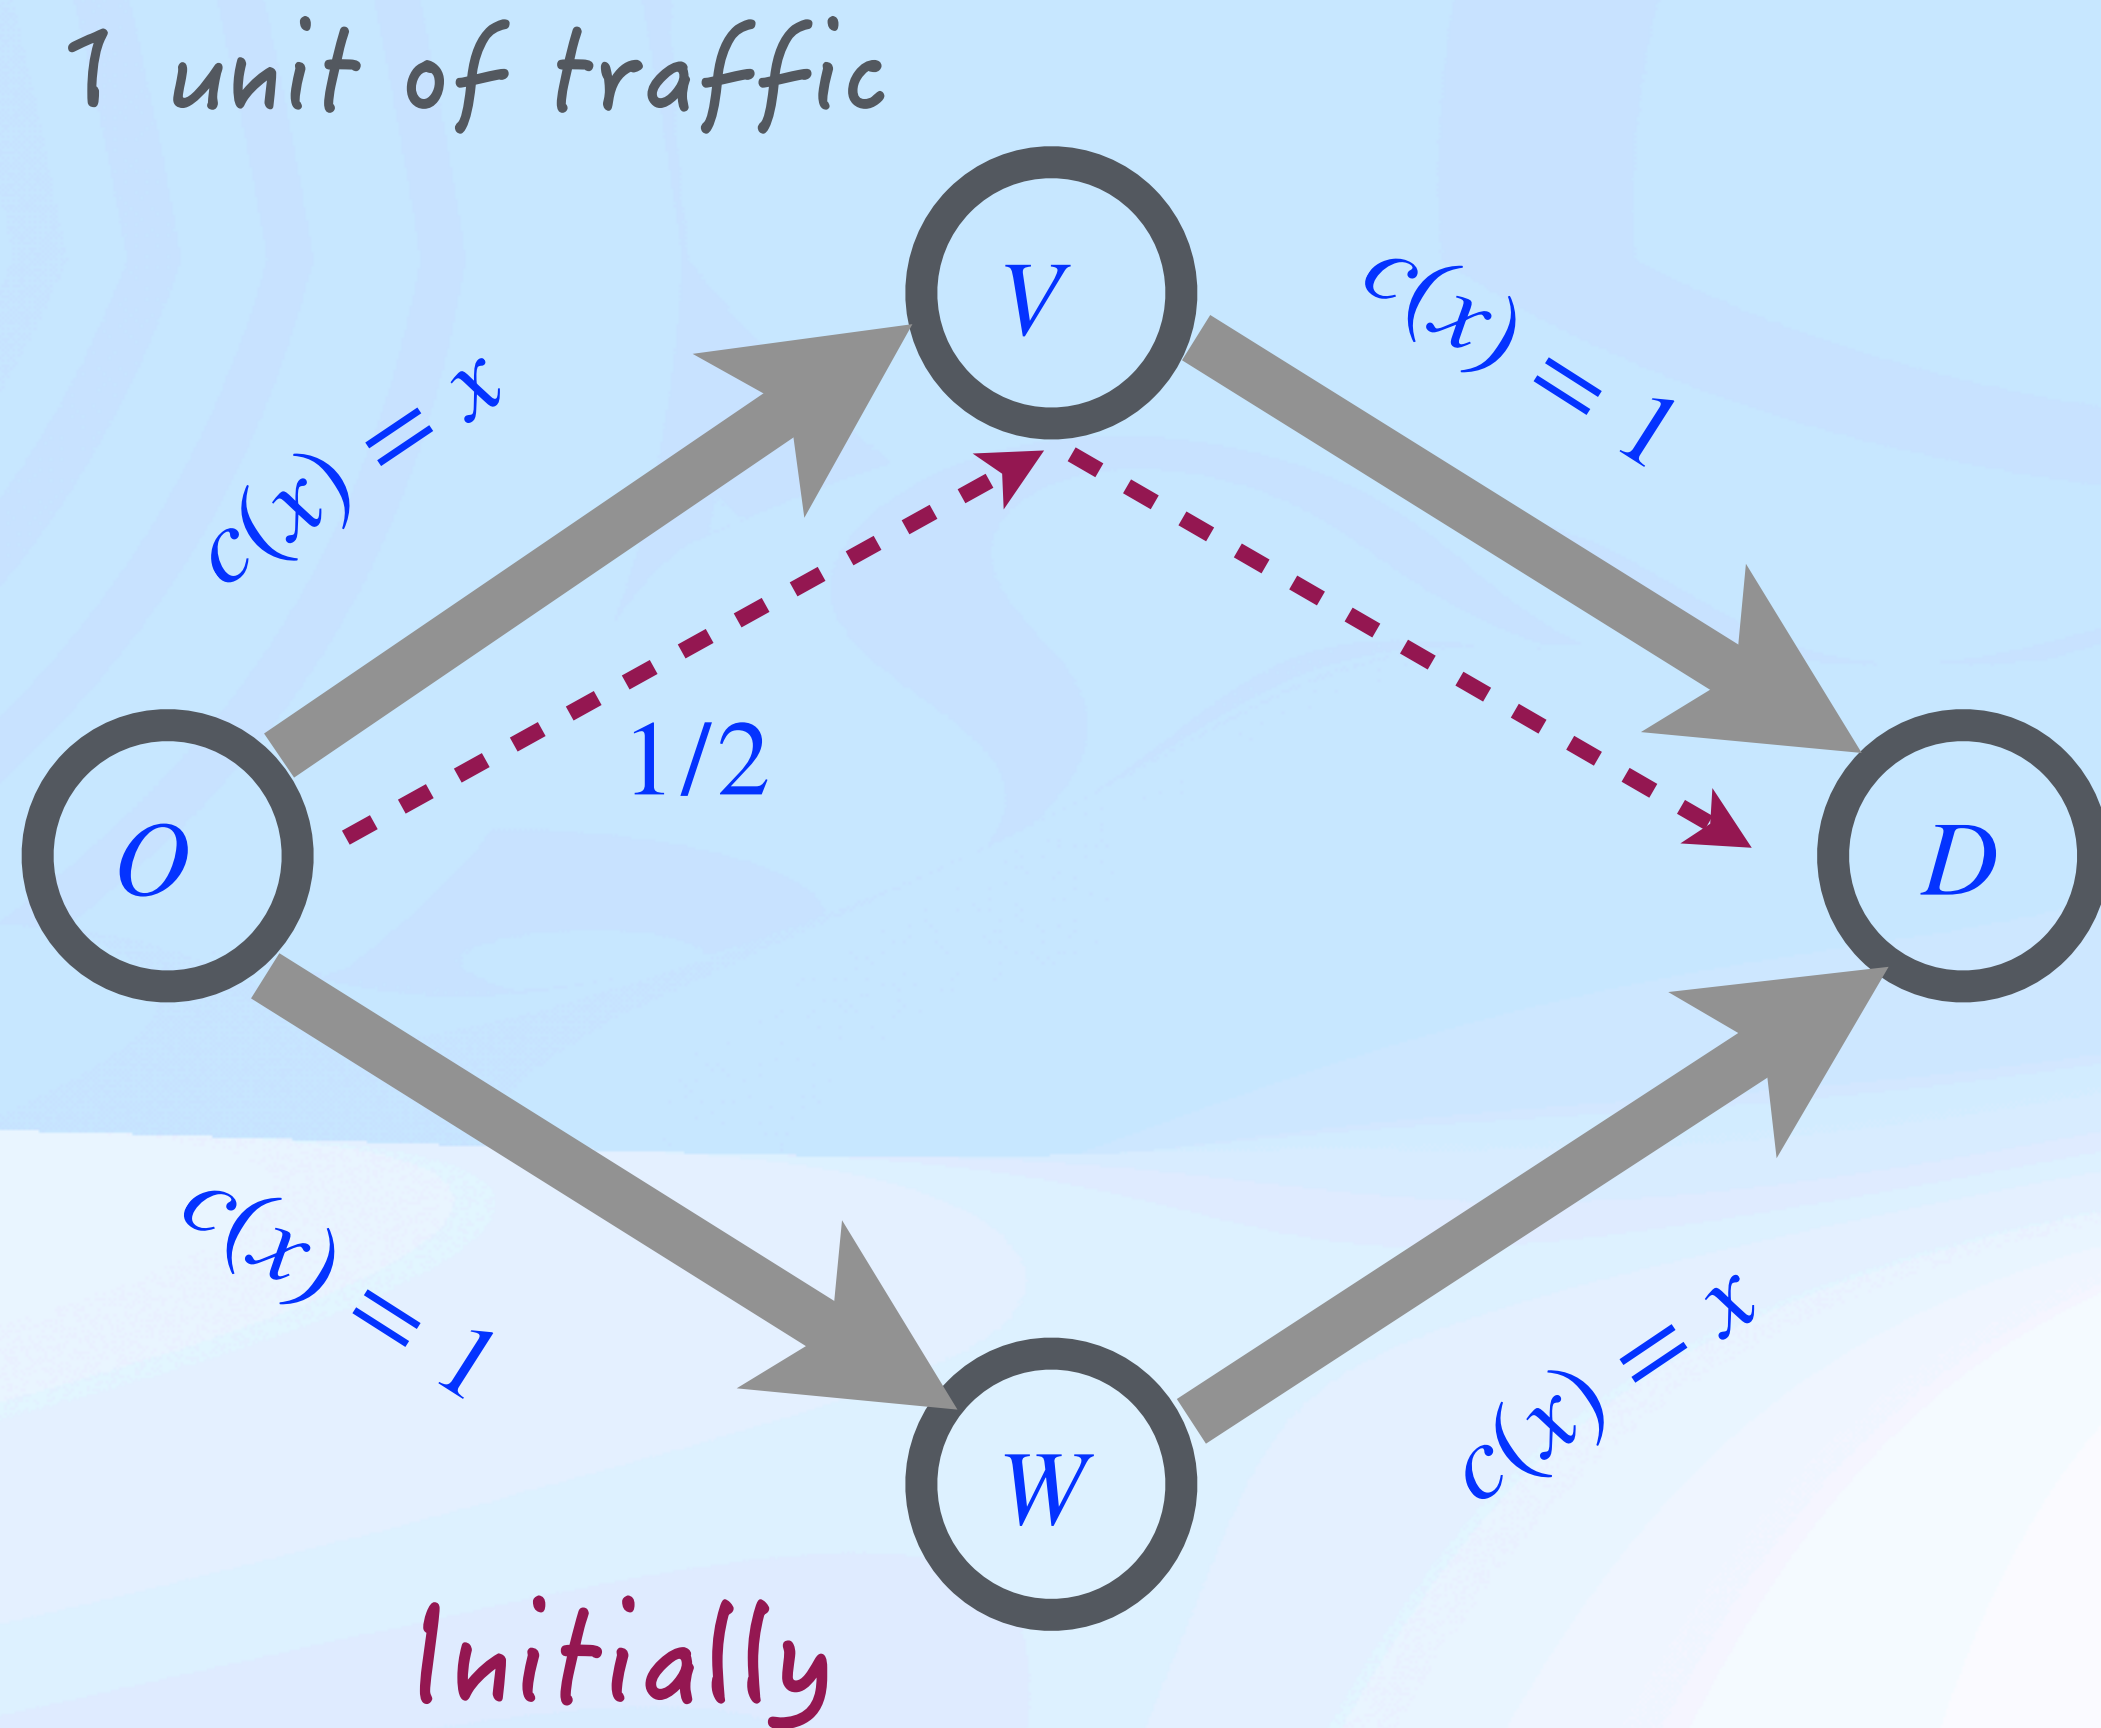 1 unit of traffic
V
c(x) = 1
c(x) = x
1/2
O
D
c(x) = 1
c(x) = x
W
Initially